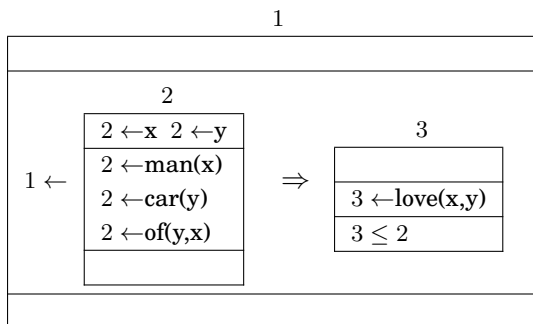 1
2
2 ←x 2 ←y
2 ←man(x)
2 ←car(y)
2 ←of(y,x)
1 ←
⇒
3
3 ←love(x,y)
3 ≤ 2